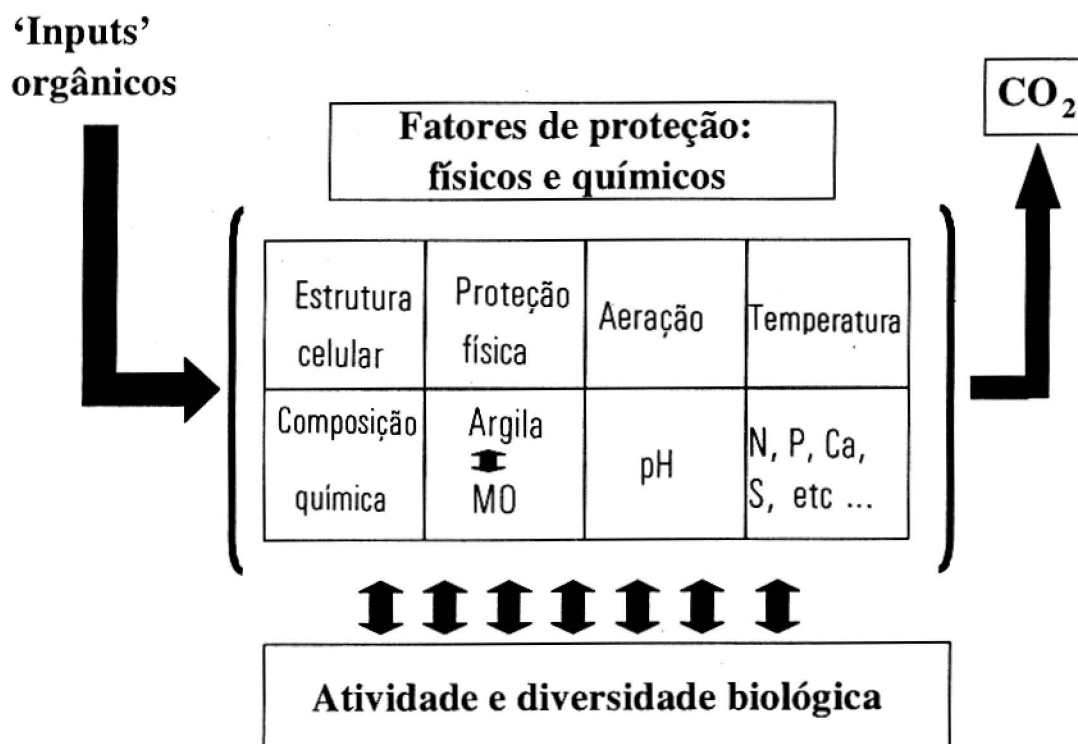 ‘Inputs’
orgânicos
CO₂
Fatores de proteção:
físicos e químicos
Estrutura
celular
Proteção
física
Aeração
Temperatura
Composição
química
Argila
MO
pH
N, P, Ca,
S, etc ...
Atividade e diversidade biológica